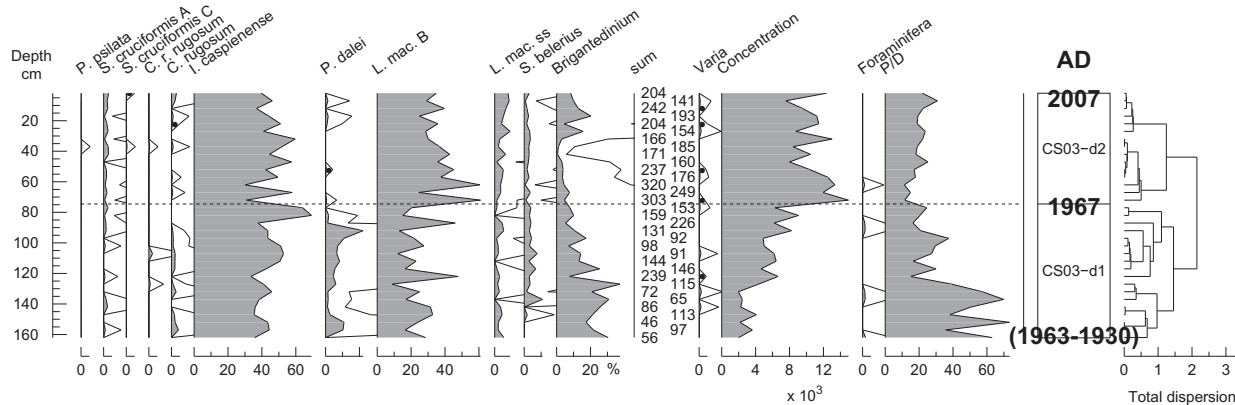 Depth
cm
P. psilata
S. cruciformis A
S. cruciformis C
C. r. rugosum
C. rugosum
I. caspienense
P. dalei
L. mac. B
L. mac. ss
S. belerius
Brigantedinium
sum
Varia
Concentration
Foraminifera
P/D
AD
20
40
60
80
100
120
140
160
204
242
204
166
171
237
320
303
159
131
98
144
239
72
86
46
56
141
193
154
185
160
176
249
153
226
92
91
146
115
65
113
97
2007
CS03-d2
1967
CS03-d1
(1963-1930)
0 0 0 0 0 0 20 40 60 0 0 20 40 60 0 0 0 20 % 0 0 4 8 12 0 0 20 40 60 0 1 2 3
x 10³
Total dispersion